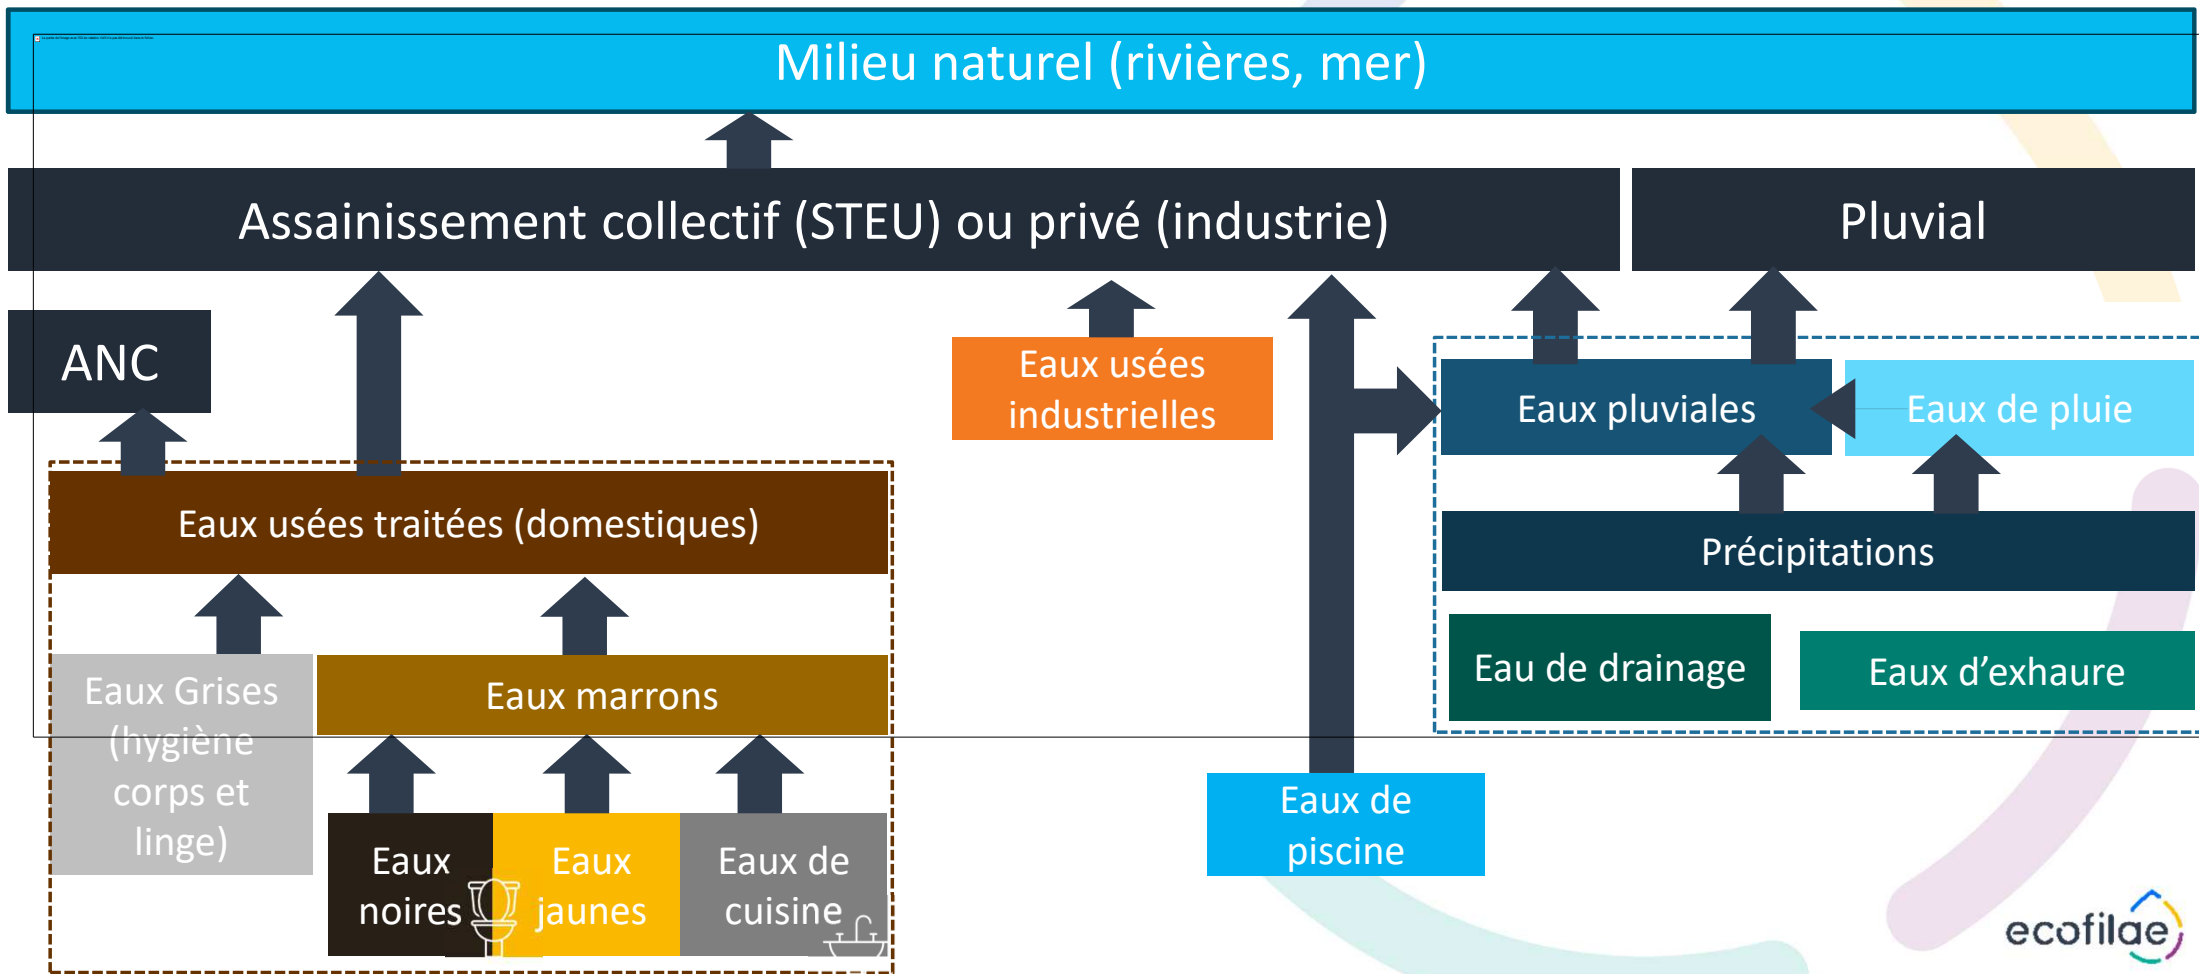 Milieu naturel (rivières, mer)
Assainissement collectif (STEU) ou privé (industrie)
Pluvial
ANC
Eaux usées
industrielles
Eaux pluviales
Eaux de pluie
Eaux usées traitées (domestiques)
Précipitations
Eaux Grises
(hygiène
corps et
linge)
Eaux marrons
Eau de drainage
Eaux d’exhaure
Eaux
noires
Eaux
jaunes
Eaux de
cuisine
Eaux de
piscine
ecofilae